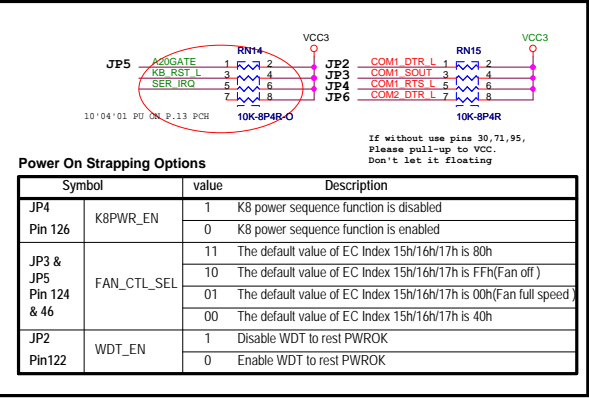 VCC3 VCC3
RN14 RN15
JP5 A20GATE 1 2 JP2 COM1_DTR_L 1 2
KB_RST_L 3 4 JP3 COM1_SOUT 3 4
SER_IRQ 5 6 JP4 COM1_RTS_L 5 6
7 8 JP6 COM2_DTR_L 7 8
10'04'01 PU ON P.13 PCH 10K-8P4R-O 10K-8P4R
If without use pins 30,71,95,
Please pull-up to VCC.
Don't let it floating
Power On Strapping Options
Symbol value Description
JP4 Pin 126 K8PWR_EN 1 K8 power sequence function is disabled
0 K8 power sequence function is enabled
JP3 & JP5 Pin 124 & 46 FAN_CTL_SEL 11 The default value of EC Index 15h/16h/17h is 80h
10 The default value of EC Index 15h/16h/17h is FFh(Fan off )
01 The default value of EC Index 15h/16h/17h is 00h(Fan full speed )
00 The default value of EC Index 15h/16h/17h is 40h
JP2 Pin122 WDT_EN 1 Disable WDT to rest PWROK
0 Enable WDT to rest PWROK